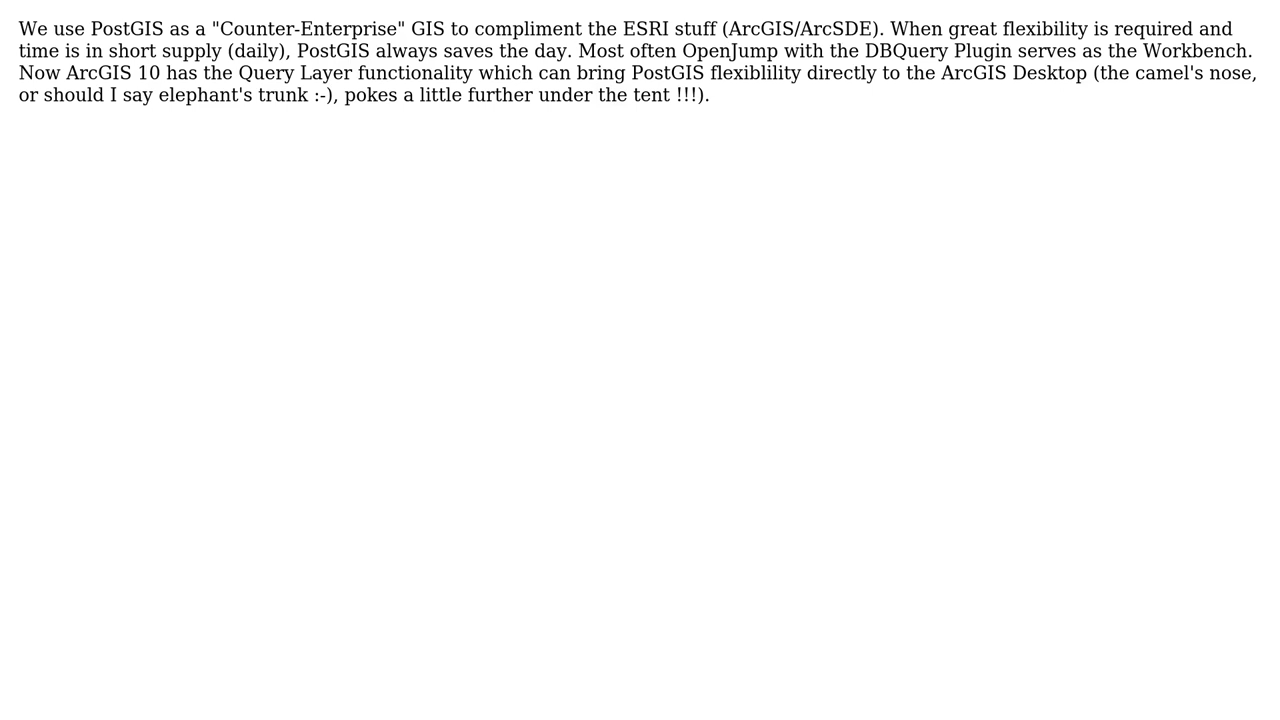 We use PostGIS as a "Counter-Enterprise" GIS to compliment the ESRI stuff (ArcGIS/ArcSDE). When great flexibility is required and
time is in short supply (daily), PostGIS always saves the day. Most often OpenJump with the DBQuery Plugin serves as the Workbench.
Now ArcGIS 10 has the Query Layer functionality which can bring PostGIS flexiblility directly to the ArcGIS Desktop (the camel's nose,
or should I say elephant's trunk :-), pokes a little further under the tent !!!).